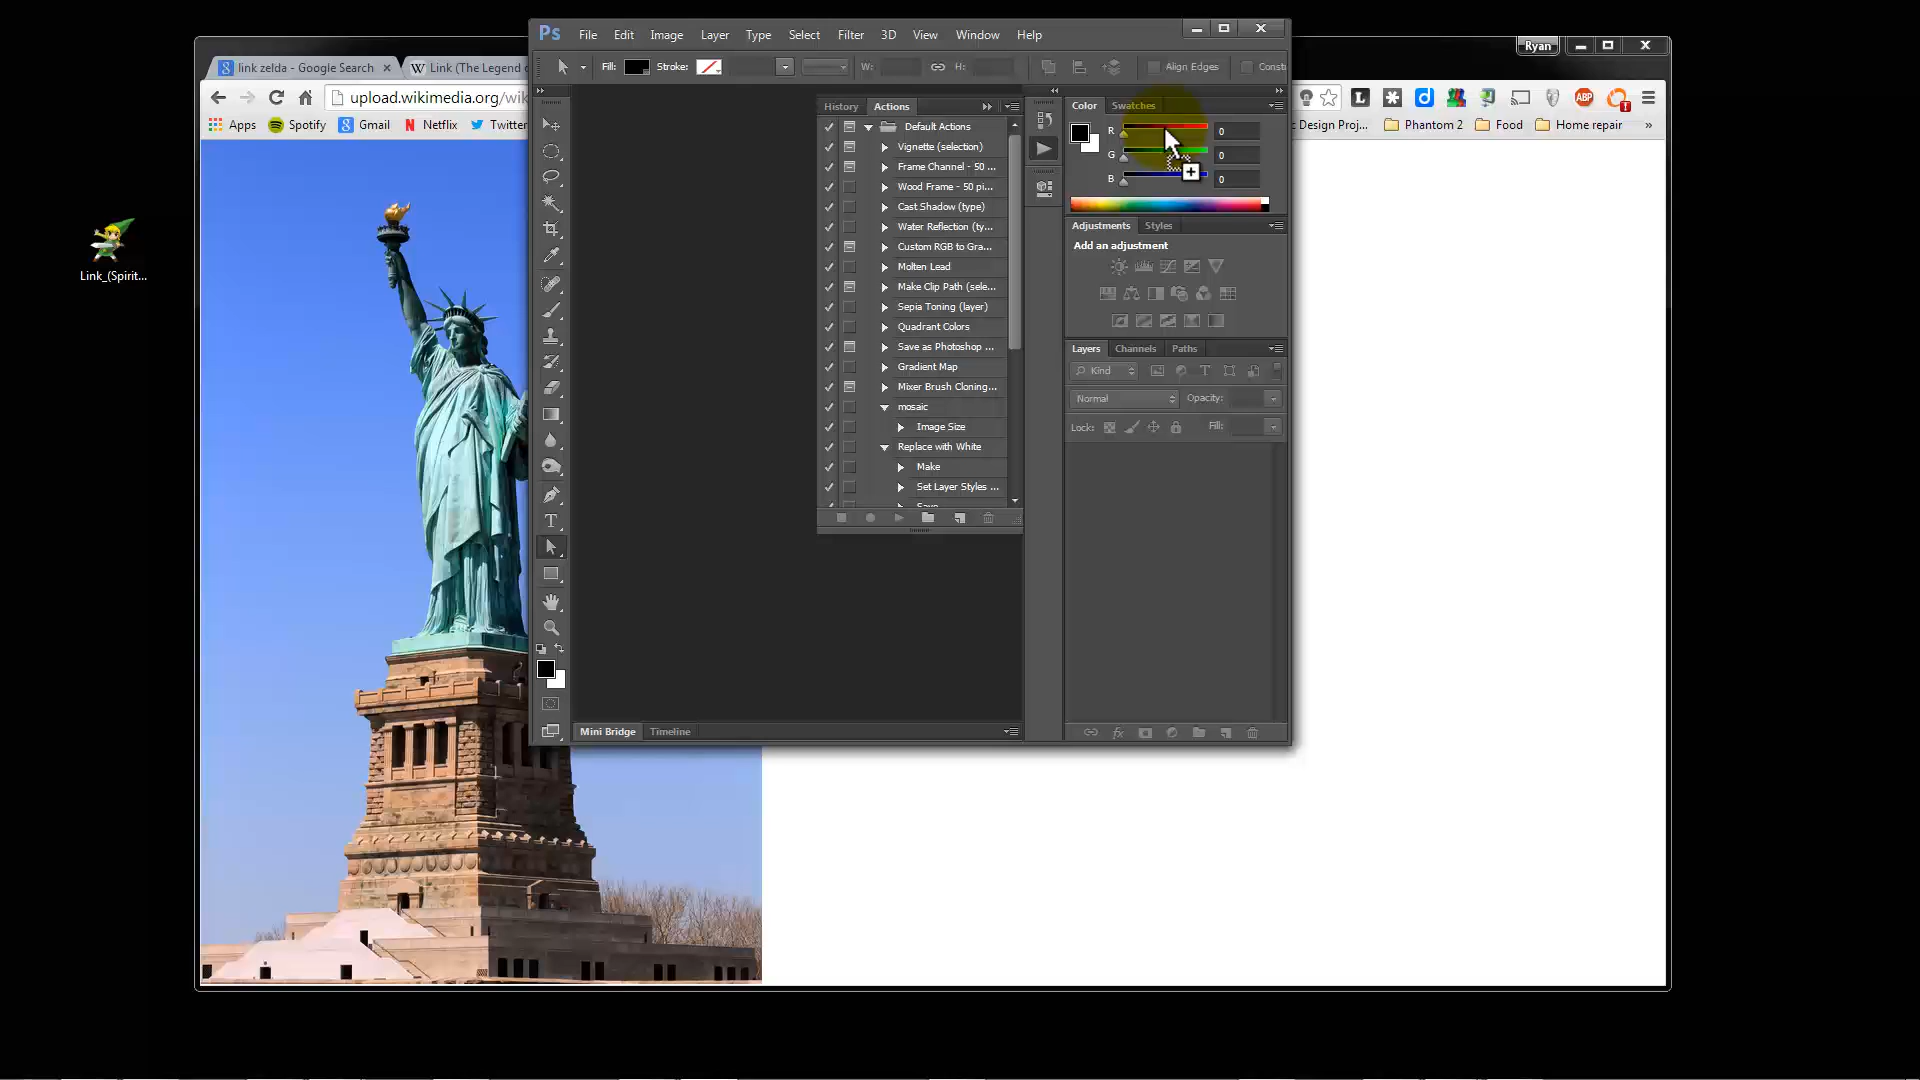 Ryan
link zelda - Google Search
Link (The Legend o
upload.wikimedia.org/wik
Apps
Spotify
Gmail
Netflix
Twitter
c Design Proj...
Phantom 2
Food
Home repair
Link_(Spirit...
Ps
File
Edit
Image
Layer
Type
Select
Filter
3D
View
Window
Help
Fill:
Stroke:
W:
H:
Align Edges
Const
History
Actions
Default Actions
Vignette (selection)
Frame Channel - 50 ...
Wood Frame - 50 pi...
Cast Shadow (type)
Water Reflection (ty...
Custom RGB to Gra...
Molten Lead
Make Clip Path (sele...
Sepia Toning (layer)
Quadrant Colors
Save as Photoshop ...
Gradient Map
Mixer Brush Cloning...
mosaic
Image Size
Replace with White
Make
Set Layer Styles ...
Save
Color
Swatches
R
0
G
0
B
0
Adjustments
Styles
Add an adjustment
Layers
Channels
Paths
Kind
Normal
Opacity:
Lock:
Fill:
Mini Bridge
Timeline